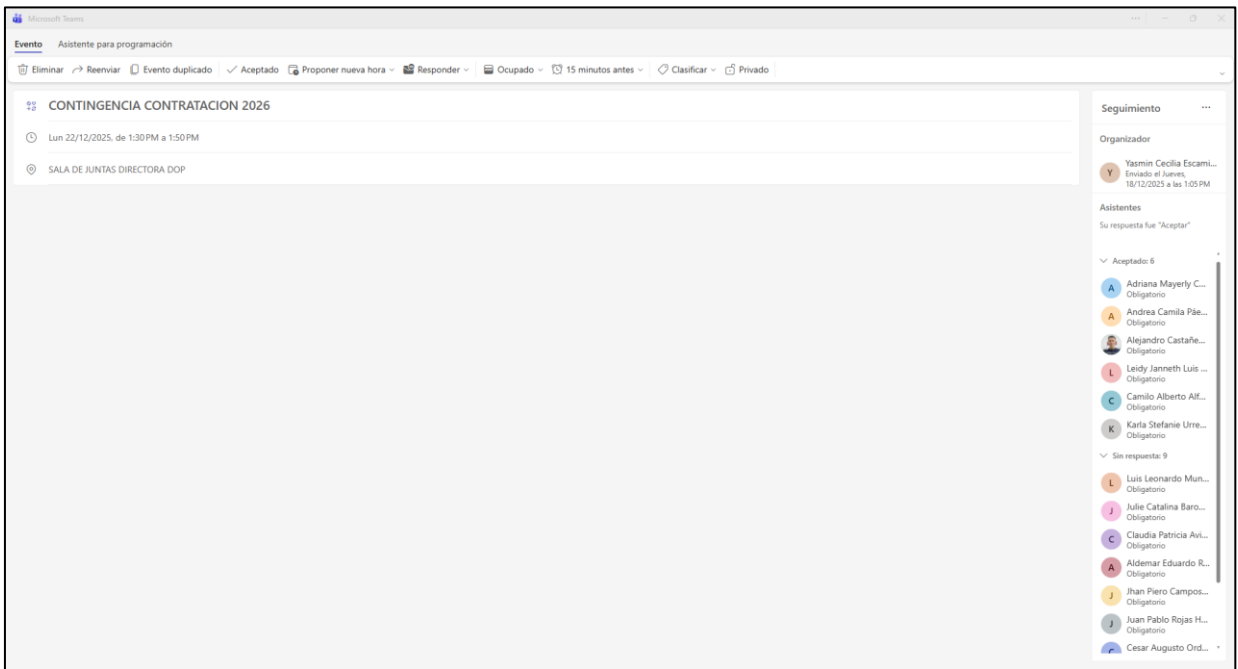 Microsoft Teams
Evento Asistente para programación
Eliminar Reenviar Evento duplicado Aceptado Proponer nueva hora Responder Ocupado 15 minutos antes Clasificar Privado
CONTINGENCIA CONTRATACION 2026
Lun 22/12/2025, de 1:30 PM a 1:50 PM
SALA DE JUNTAS DIRECTORA DOP
Seguimiento
Organizador
Y
Yasmin Cecilia Escami...
Enviado el Jueves,
18/12/2025 a las 1:05 PM
Asistentes
Su respuesta fue "Aceptar"
Aceptado: 6
A Adriana Mayerly C...
Obligatorio
A Andrea Camila Páe...
Obligatorio
Alejandro Castañe...
Obligatorio
L Leidy Janneth Luis ...
Obligatorio
C Camilo Alberto Alf...
Obligatorio
K Karla Stefanie Urre...
Obligatorio
Sin respuesta: 9
L Luis Leonardo Mun...
Obligatorio
J Julie Catalina Baro...
Obligatorio
C Claudia Patricia Avi...
Obligatorio
A Aldemar Eduardo R...
Obligatorio
J Jhan Piero Campos...
Obligatorio
J Juan Pablo Rojas H...
Obligatorio
C Cesar Augusto Ord...